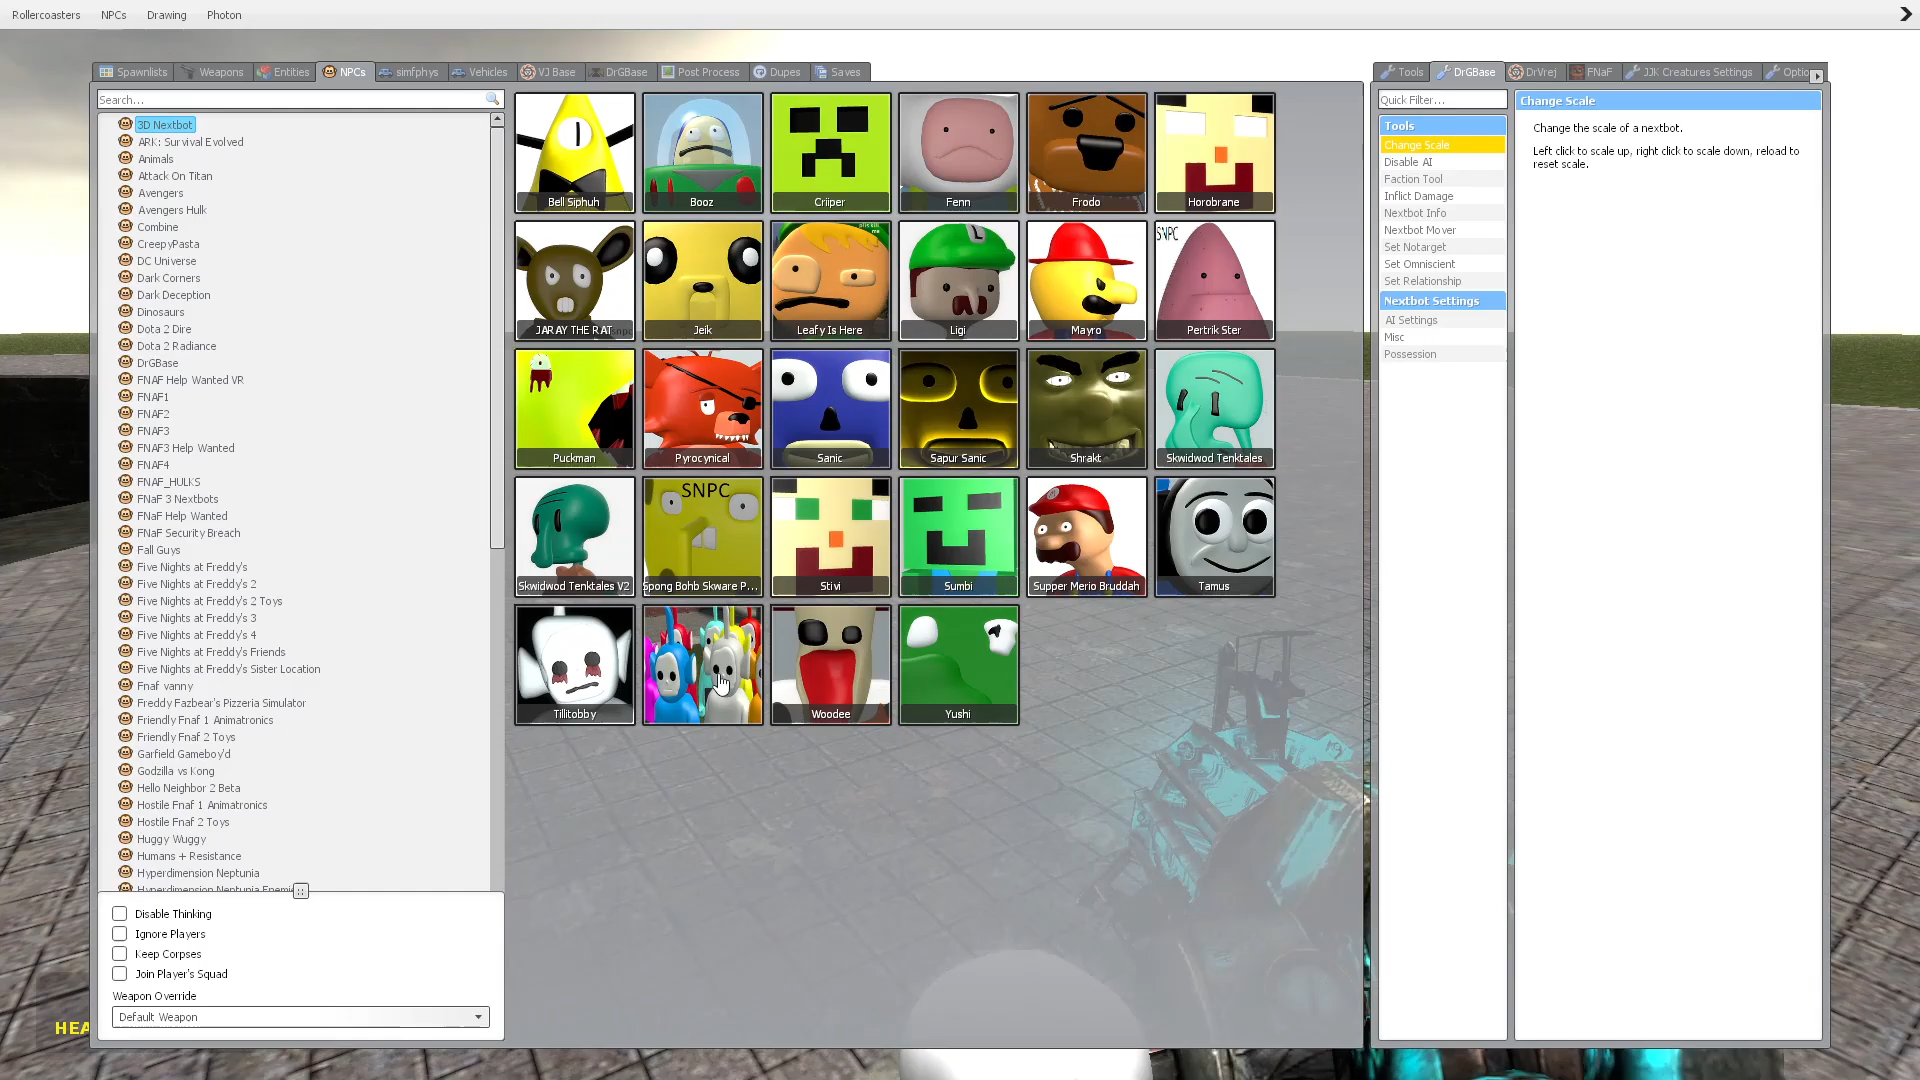 Rollercoasters NPCs Drawing Photon
Spawnlists Weapons Entities NPCs simfphys Vehicles VJ Base DrGBase Post Process Dupes Saves
Search...
3D Nextbot
ARK: Survival Evolved
Animals
Attack On Titan
Avengers
Avengers Hulk
Combine
CreepyPasta
DC Universe
Dark Corners
Dark Deception
Dinosaurs
Dota 2 Dire
Dota 2 Radiance
DrGBase
FNAF Help Wanted VR
FNAF1
FNAF2
FNAF3
FNAF3 Help Wanted
FNAF4
FNAF_HULKS
FNaF 3 Nextbots
FNaF Help Wanted
FNaF Security Breach
Fall Guys
Five Nights at Freddy's
Five Nights at Freddy's 2
Five Nights at Freddy's 2 Toys
Five Nights at Freddy's 3
Five Nights at Freddy's 4
Five Nights at Freddy's Friends
Five Nights at Freddy's Sister Location
Fnaf vanny
Freddy Fazbear's Pizzeria Simulator
Friendly Fnaf 1 Animatronics
Friendly Fnaf 2 Toys
Garfield Gameboy'd
Godzilla vs Kong
Hello Neighbor 2 Beta
Hostile Fnaf 1 Animatronics
Hostile Fnaf 2 Toys
Huggy Wuggy
Humans + Resistance
Hyperdimension Neptunia
Hyperdimension Neptunia Enemi
Disable Thinking
Ignore Players
Keep Corpses
Join Player's Squad
Weapon Override
Default Weapon
HEA
Bell Siphuh Booz Criiper Fenn Frodo Horobrane
SNPC
JARAY THE RAT Jeik Leafy Is Here Ligi Mayro Pertrik Ster
Puckman Pyrocynical Sanic Sapur Sanic Shrakt Skwidwod Tenktales
SNPC
Skwidwod Tenktales V2 Spong Bohb Skware P... Stivi Sumbi Supper Merio Bruddah Tamus
Tillitobby Woodee Yushi
Tools DrGBase DrVrej FNaF JJK Creatures Settings Optio
Quick Filter...
Tools
Change Scale
Disable AI
Faction Tool
Inflict Damage
Nextbot Info
Nextbot Mover
Set Notarget
Set Omniscient
Set Relationship
Nextbot Settings
AI Settings
Misc
Possession
Change Scale
Change the scale of a nextbot.
Left click to scale up, right click to scale down, reload to
reset scale.